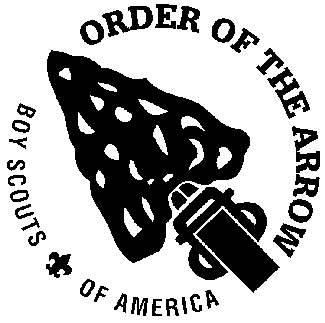 ORDER OF THE ARROW
BOY SCOUTS
OF AMERICA